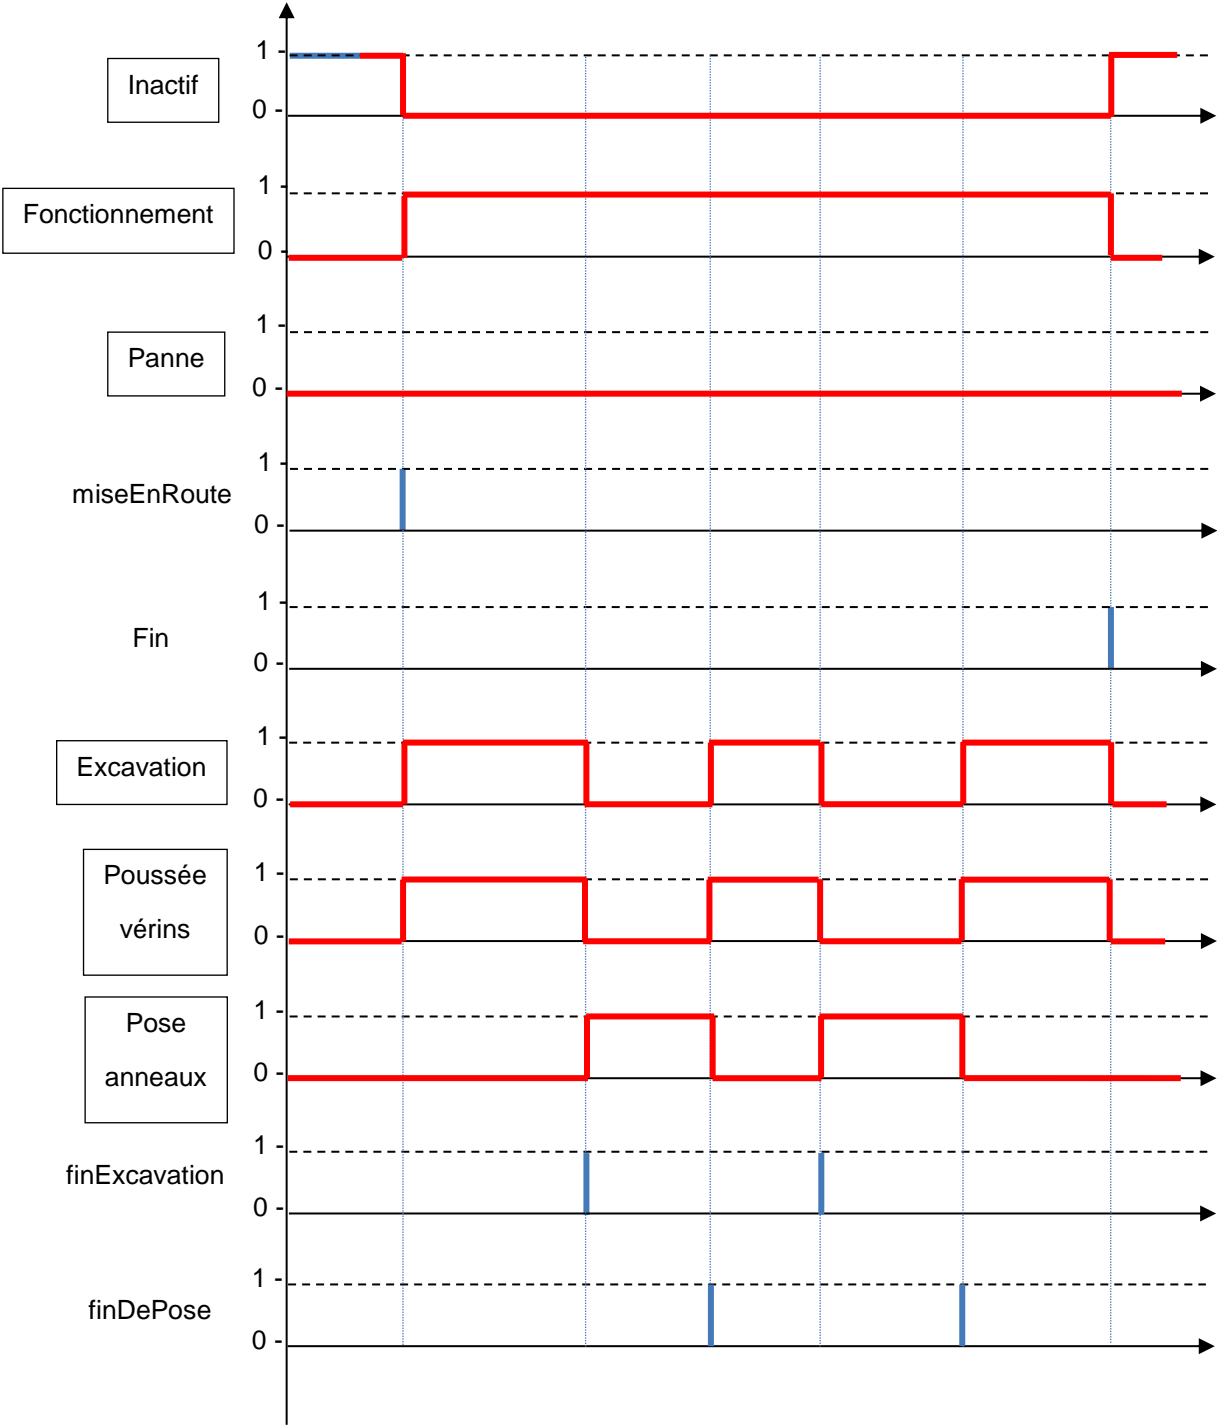 1 -
Inactif
0 -
1 -
Fonctionnement
0 -
1 -
Panne
0 -
1 -
miseEnRoute
0 -
1 -
Fin
0 -
1 -
Excavation
0 -
1 -
Poussée
vérins
0 -
1 -
Pose
anneaux
0 -
1 -
finExcavation
0 -
1 -
finDePose
0 -